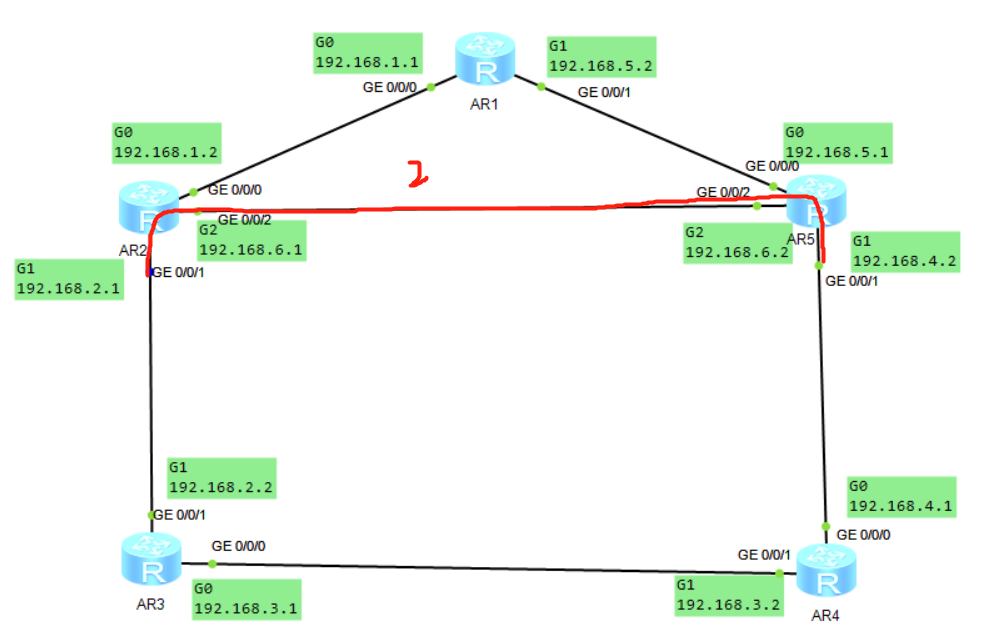 G0
192.168.1.1
G1
192.168.5.2
GE 0/0/0
GE 0/0/1
R
AR1
G0
192.168.1.2
G0
192.168.5.1
GE 0/0/0
GE 0/0/0
GE 0/0/2
R
R
GE 0/0/2
AR2
G2
192.168.6.1
G2
192.168.6.2
AR5
G1
192.168.4.2
G1
192.168.2.1
GE 0/0/1
GE 0/0/1
G1
192.168.2.2
G0
192.168.4.1
GE 0/0/1
GE 0/0/0
GE 0/0/0
GE 0/0/1
R
R
AR3
G0
192.168.3.1
G1
192.168.3.2
AR4